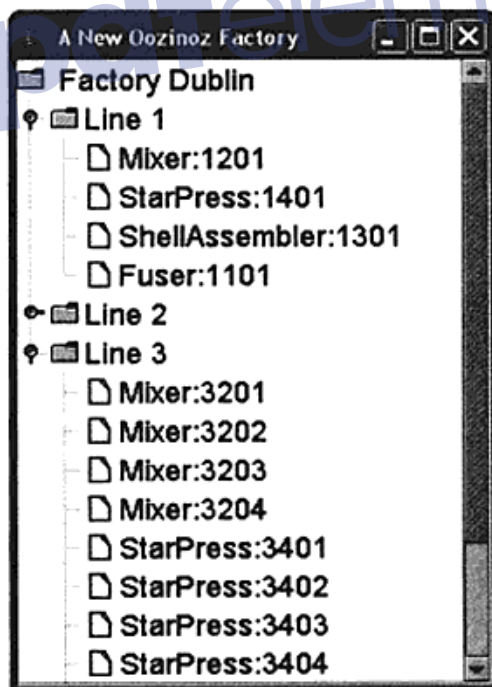 A New Oozinoz Factory
Factory Dublin
Line 1
Mixer:1201
StarPress:1401
ShellAssembler:1301
Fuser:1101
Line 2
Line 3
Mixer:3201
Mixer:3202
Mixer:3203
Mixer:3204
StarPress:3401
StarPress:3402
StarPress:3403
StarPress:3404